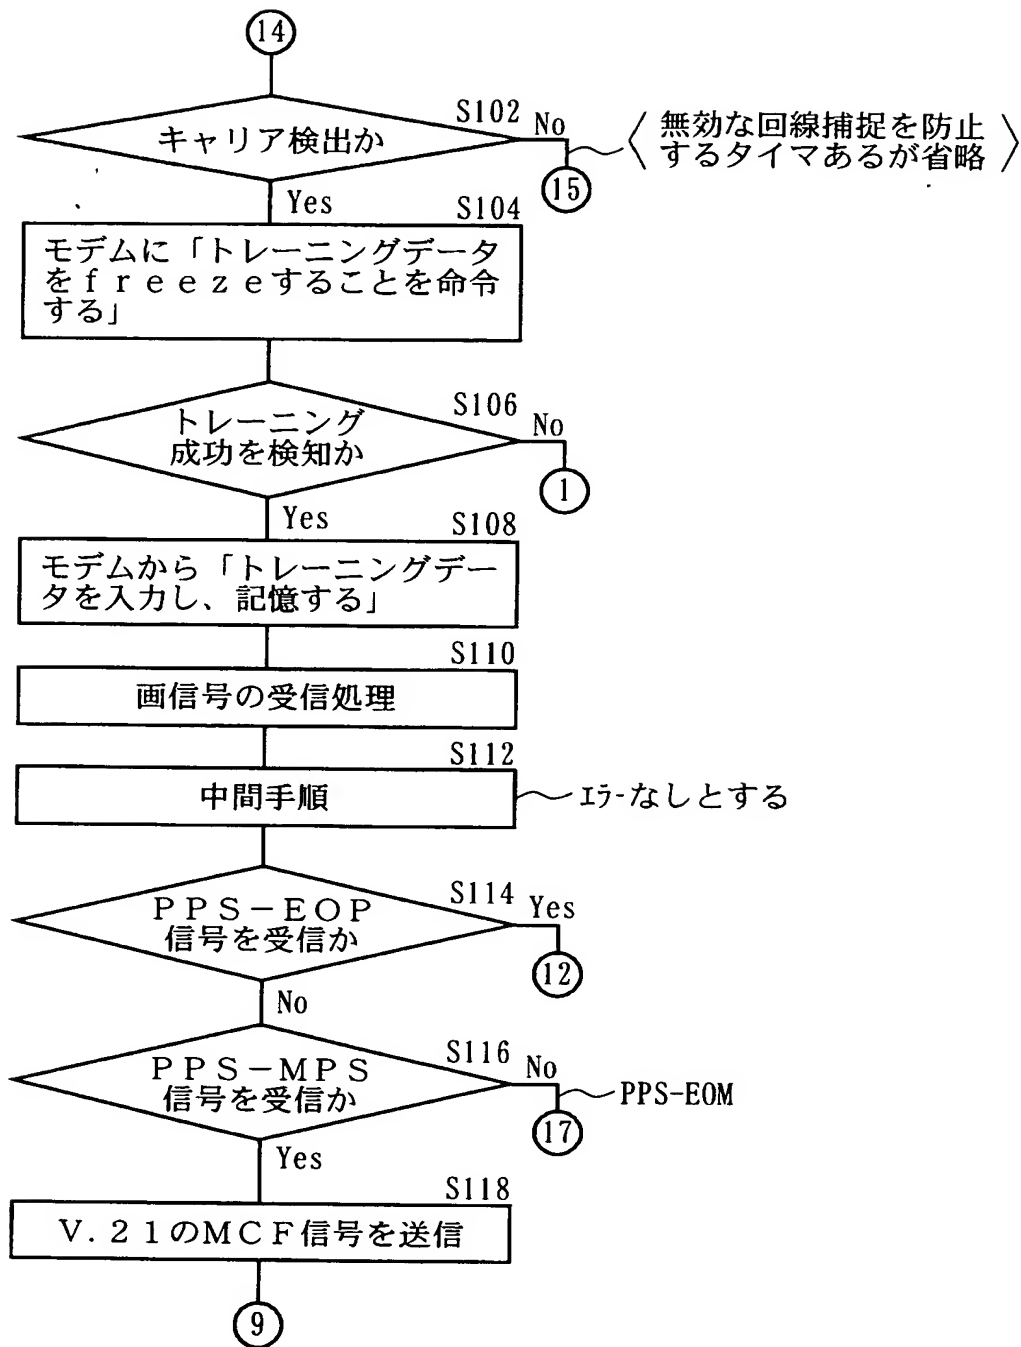 14
S102
キャリア検出か
No
〈無効な回線捕捉を防止
するタイマあるが省略〉
15
Yes
S104
モデムに「トレーニングデータ
をｆｒｅｅｚｅすることを命令
する」
S106
トレーニング
成功を検知か
No
1
Yes
S108
モデムから「トレーニングデー
タを入力し、記憶する」
S110
画信号の受信処理
S112
中間手順
ｴﾗｰなしとする
S114
ＰＰＳ－ＥＯＰ
信号を受信か
Yes
12
No
S116
ＰＰＳ－ＭＰＳ
信号を受信か
No
PPS-EOM
17
Yes
S118
Ｖ.２１のＭＣＦ信号を送信
9